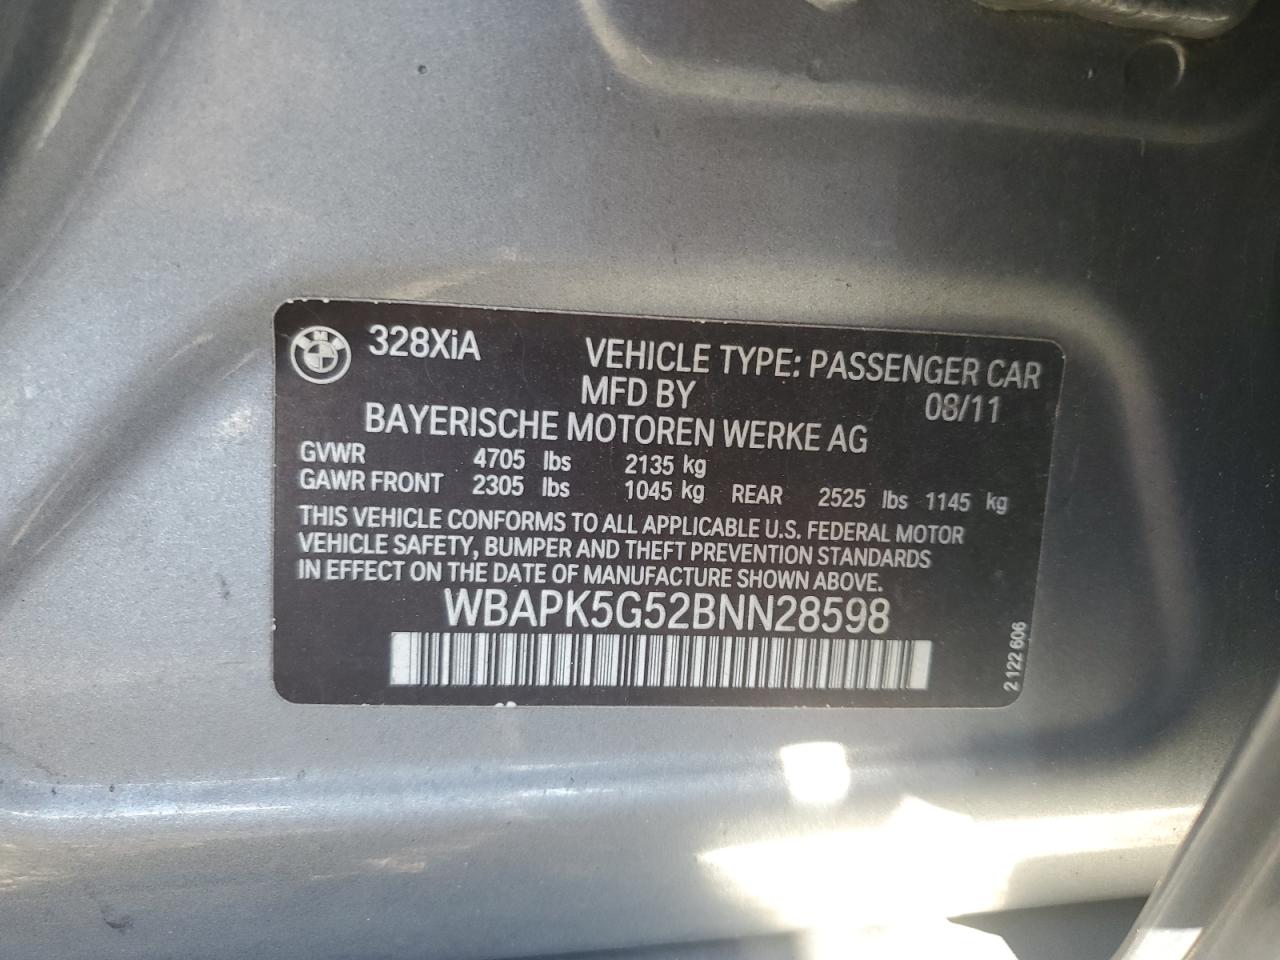 328XiA VEHICLE TYPE: PASSENGER CAR
MFD BY 08/11
BAYERISCHE MOTOREN WERKE AG
GVWR 4705 lbs 2135 kg
GAWR FRONT 2305 lbs 1045 kg REAR 2525 lbs 1145 kg
THIS VEHICLE CONFORMS TO ALL APPLICABLE U.S. FEDERAL MOTOR
VEHICLE SAFETY, BUMPER AND THEFT PREVENTION STANDARDS
IN EFFECT ON THE DATE OF MANUFACTURE SHOWN ABOVE.
WBAPK5G52BNN28598
2 122 606